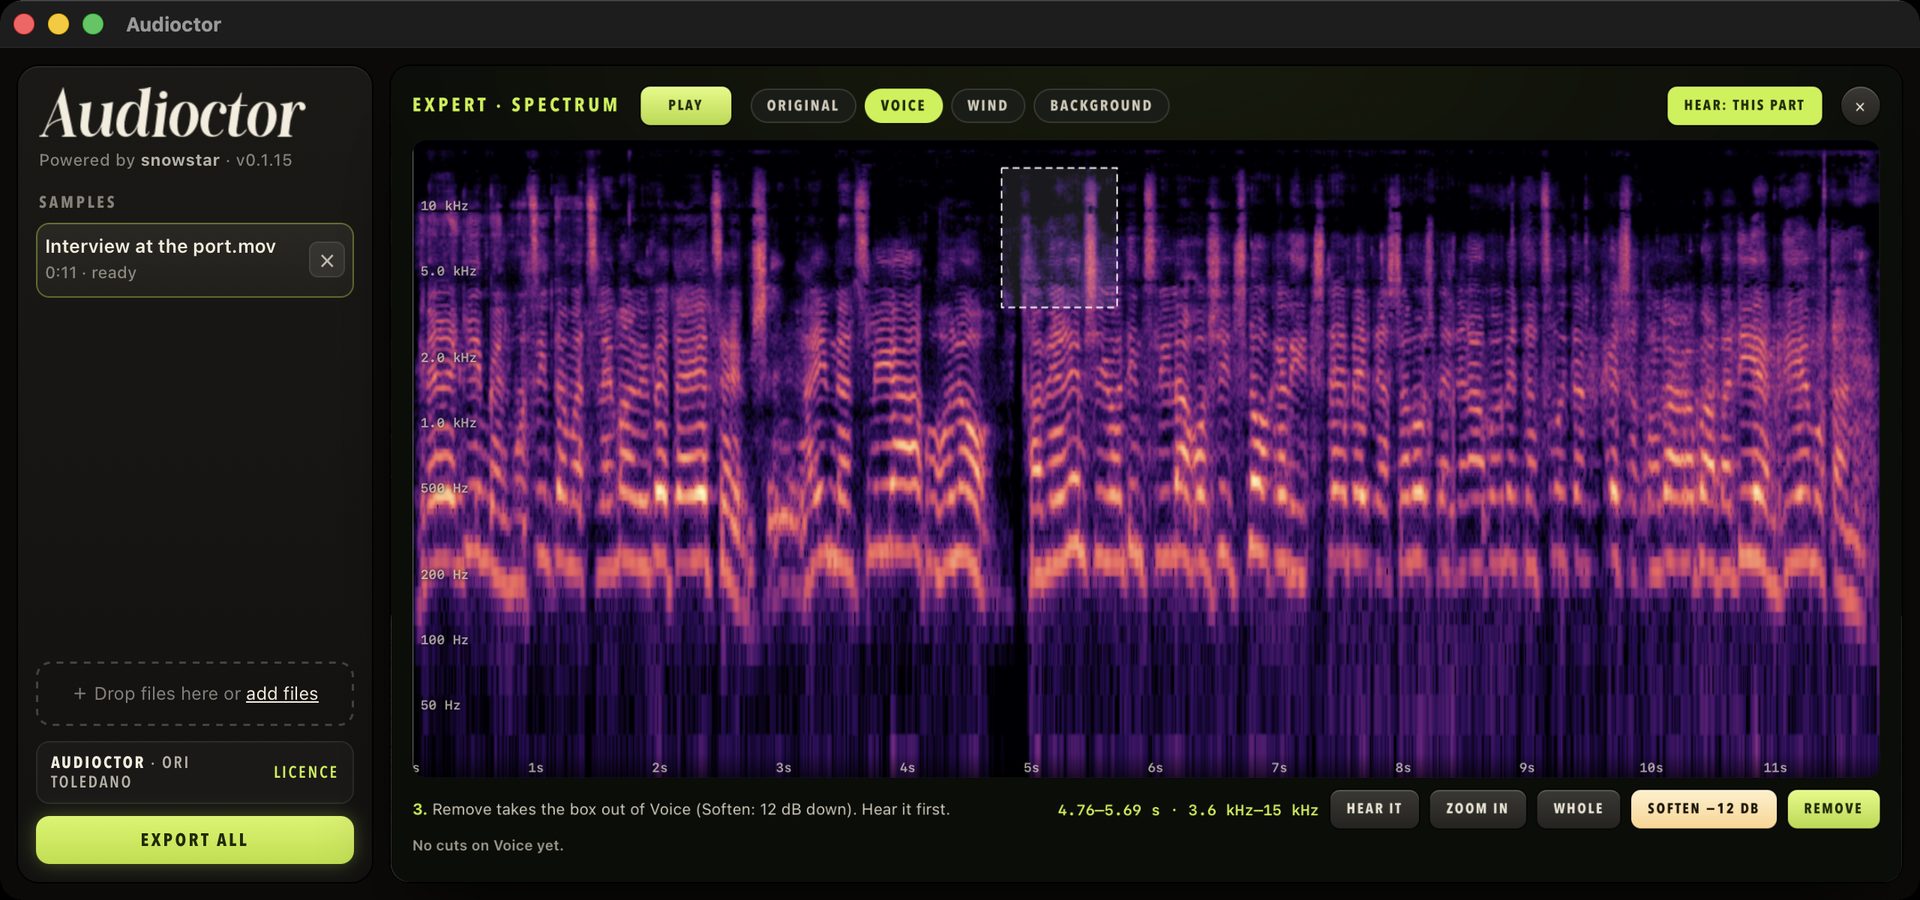 Audioctor
Audioctor
Powered by snowstar · v0.1.15
SAMPLES
Interview at the port.mov
0:11 · ready
+ Drop files here or add files
AUDIOCTOR · ORI TOLEDANO
LICENCE
EXPORT ALL
EXPERT · SPECTRUM
PLAY
ORIGINAL
VOICE
WIND
BACKGROUND
HEAR: THIS PART
×
10 kHz
5.0 kHz
2.0 kHz
1.0 kHz
500 Hz
200 Hz
100 Hz
50 Hz
s 1s 2s 3s 4s 5s 6s 7s 8s 9s 10s 11s
3. Remove takes the box out of Voice (Soften: 12 dB down). Hear it first.
4.76–5.69 s · 3.6 kHz–15 kHz
HEAR IT
ZOOM IN
WHOLE
SOFTEN –12 DB
REMOVE
No cuts on Voice yet.